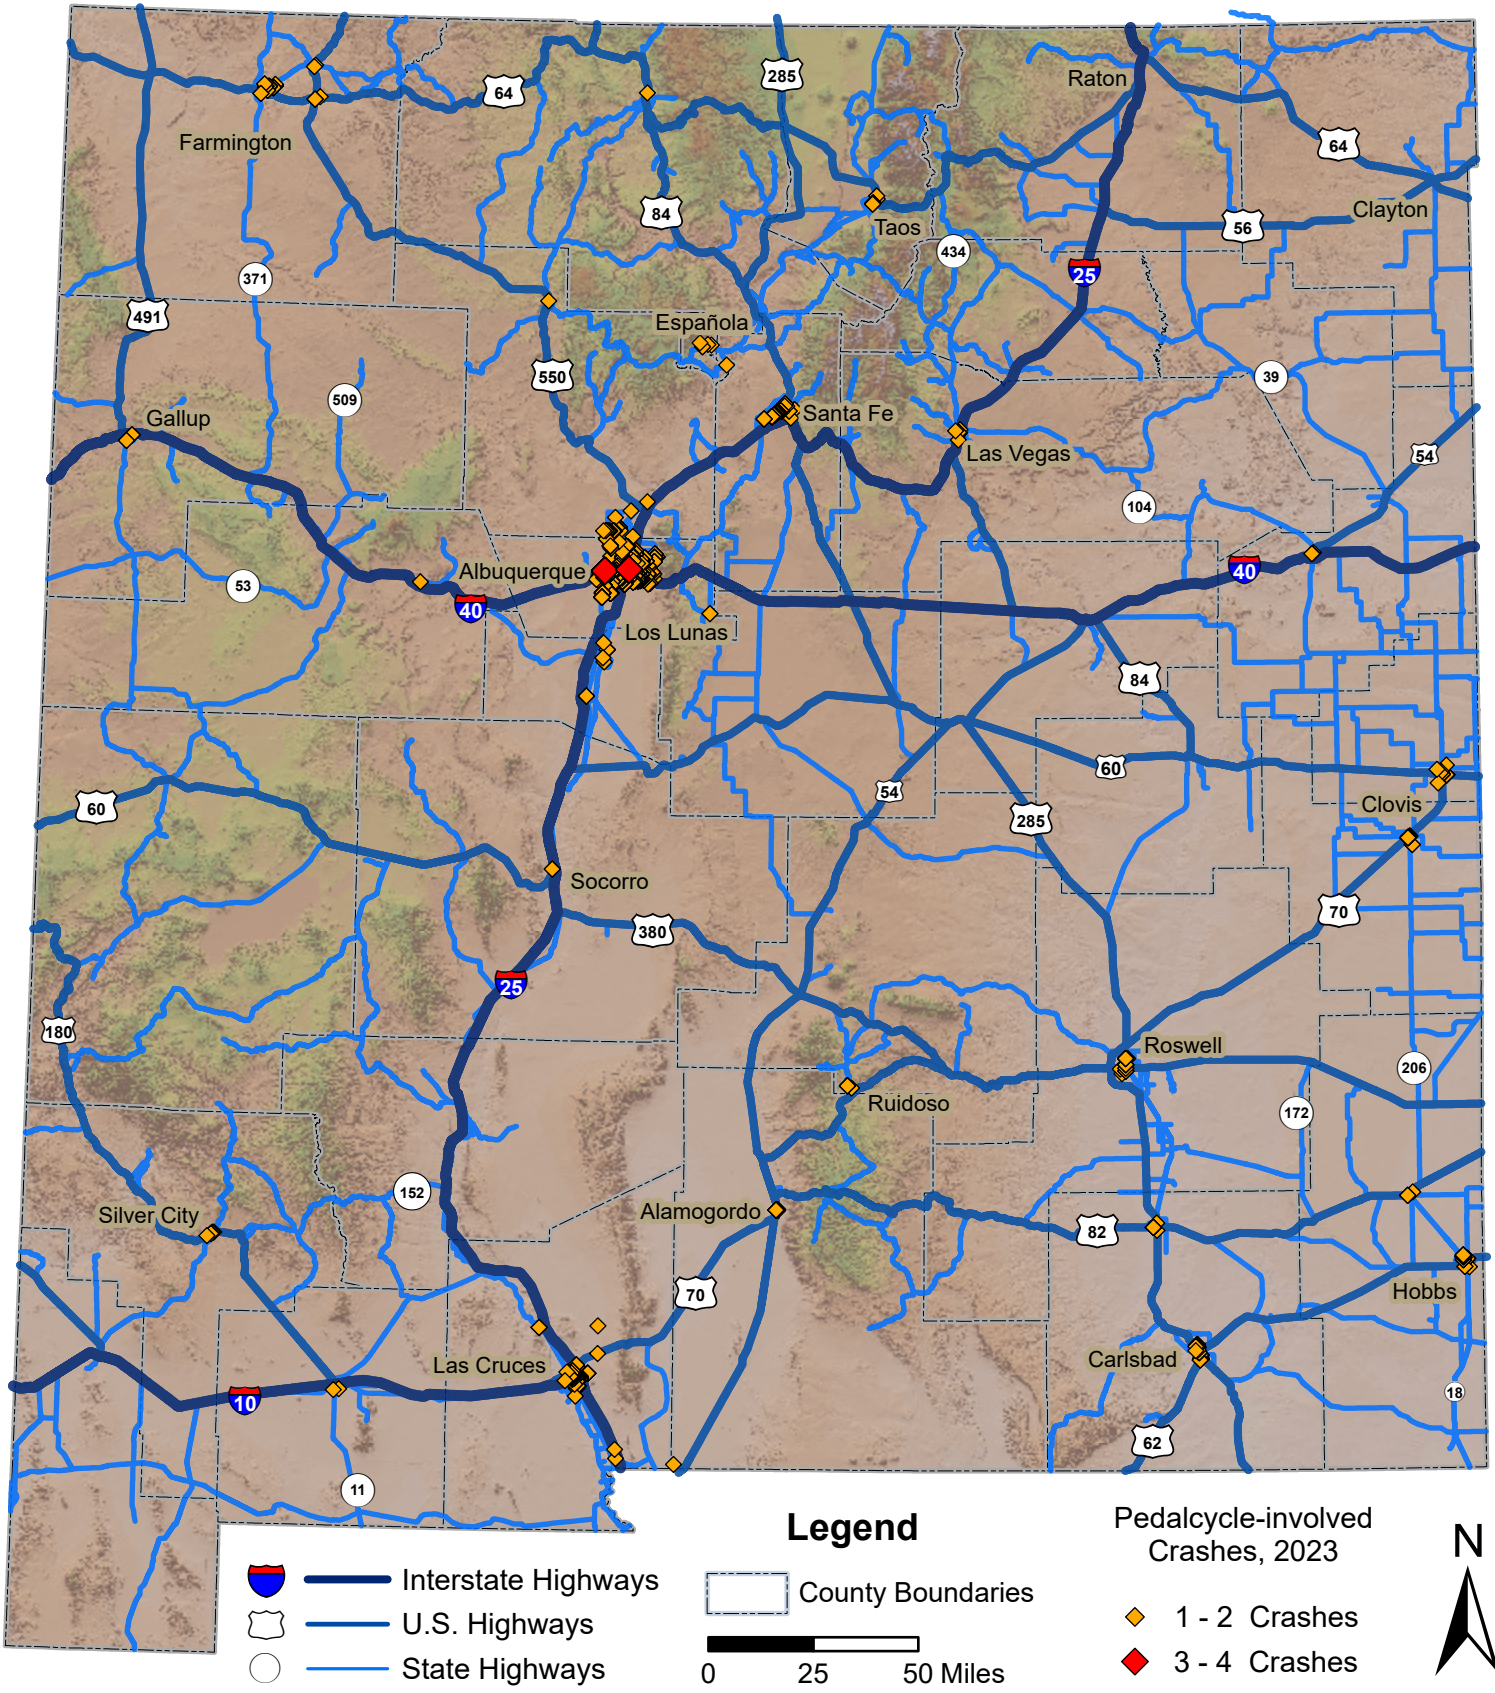 285
Raton
64
64
Farmington
84
Clayton
56
Taos
434
25
371
491
Española
550
39
509
Gallup
Santa Fe
Las Vegas
54
104
Albuquerque
40
53
40
Los Lunas
84
60
54
60
285
Clovis
Socorro
70
380
25
180
Roswell
206
Ruidoso
172
152
Silver City
Alamogordo
82
70
Hobbs
Las Cruces
Carlsbad
10
18
62
11
Legend
Interstate Highways
U.S. Highways
State Highways
County Boundaries
0 25 50 Miles
Pedalcycle-involved
Crashes, 2023
1 - 2 Crashes
3 - 4 Crashes
N